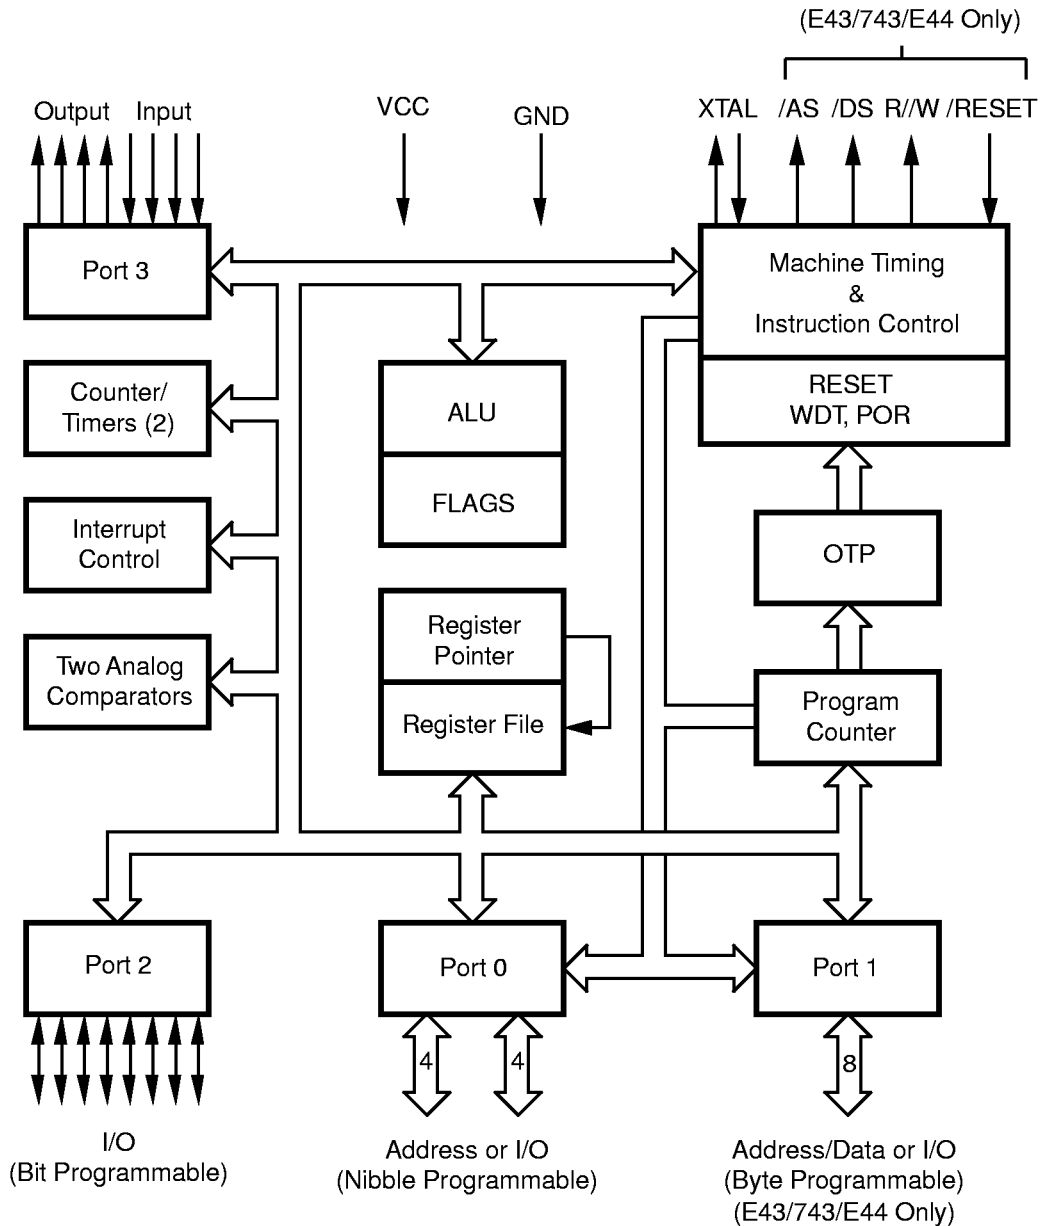 (E43/743/E44 Only)
Output Input
VCC
GND
XTAL /AS /DS R//W /RESET
Port 3
Machine Timing
&
Instruction Control
RESET
WDT, POR
Counter/
Timers (2)
ALU
FLAGS
Interrupt
Control
OTP
Two Analog
Comparators
Register
Pointer
Register File
Program
Counter
Port 2
Port 0
Port 1
4
4
8
I/O
(Bit Programmable)
Address or I/O
(Nibble Programmable)
Address/Data or I/O
(Byte Programmable)
(E43/743/E44 Only)